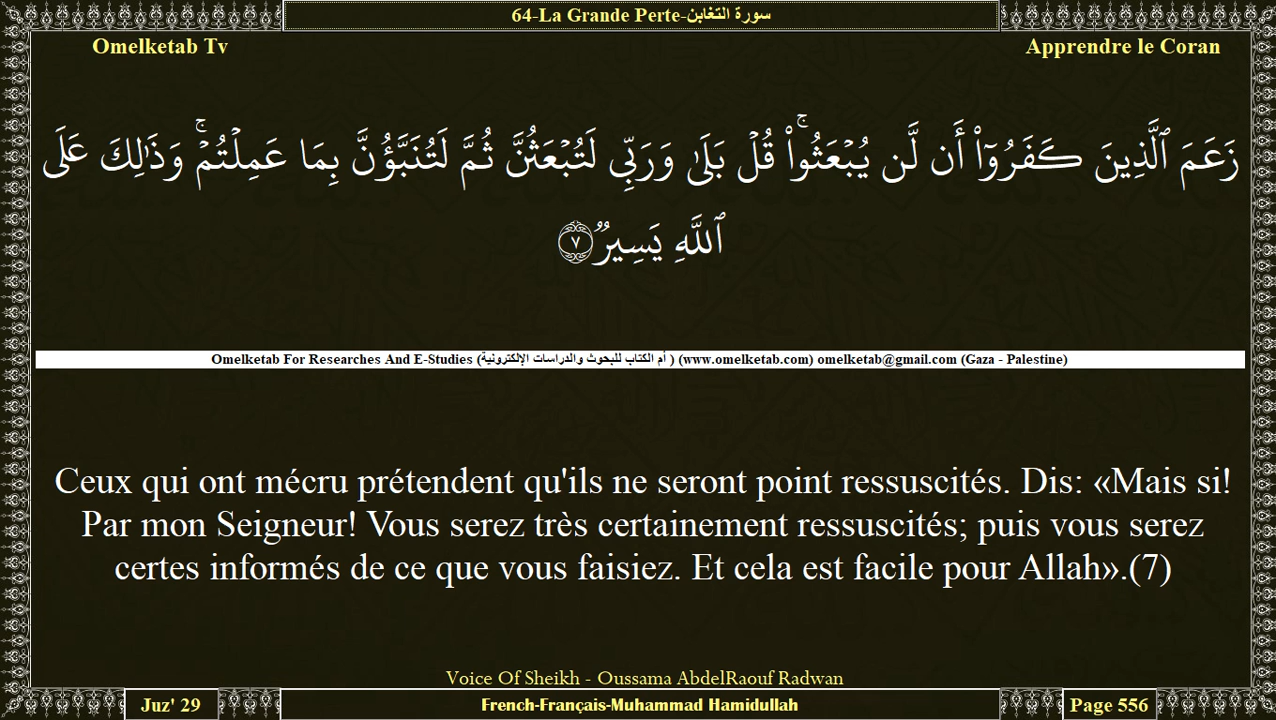 64-La Grande Perte-سورة التغابن
Omelketab Tv
Apprendre le Coran
زَعَمَ ٱلَّذِينَ كَفَرُوٓا۟ أَن لَّن يُبْعَثُوا۟ ۚ قُلْ بَلَىٰ وَرَبِّى لَتُبْعَثُنَّ ثُمَّ لَتُنَبَّؤُنَّ بِمَا عَمِلْتُمْ ۚ وَذَٰلِكَ عَلَى
ٱللَّهِ يَسِيرٌ ٧
Omelketab For Researches And E-Studies (أم الكتاب للبحوث والدراسات الإلكترونية ) (www.omelketab.com) omelketab@gmail.com (Gaza - Palestine)
Ceux qui ont mécru prétendent qu'ils ne seront point ressuscités. Dis: «Mais si!
Par mon Seigneur! Vous serez très certainement ressuscités; puis vous serez
certes informés de ce que vous faisiez. Et cela est facile pour Allah».(7)
Voice Of Sheikh - Oussama AbdelRaouf Radwan
Juz' 29
French-Français-Muhammad Hamidullah
Page 556